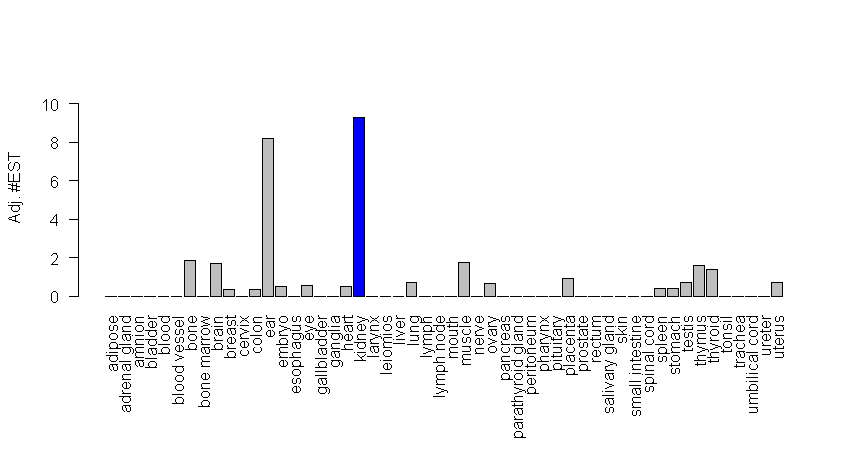 Adj. #EST
10
8
6
4
2
0
adipose
adrenal gland
amnion
bladder
blood
blood vessel
bone
bone marrow
brain
breast
cervix
colon
ear
embryo
esophagus
eye
gallbladder
ganglia
heart
kidney
larynx
leiomios
liver
lung
lymph
lymph node
mouth
muscle
nerve
ovary
pancreas
parathyroid gland
peritoneum
pharynx
pituitary
placenta
prostate
rectum
salivary gland
skin
small intestine
spinal cord
spleen
stomach
testis
thymus
thyroid
tonsil
trachea
umbilical cord
ureter
uterus